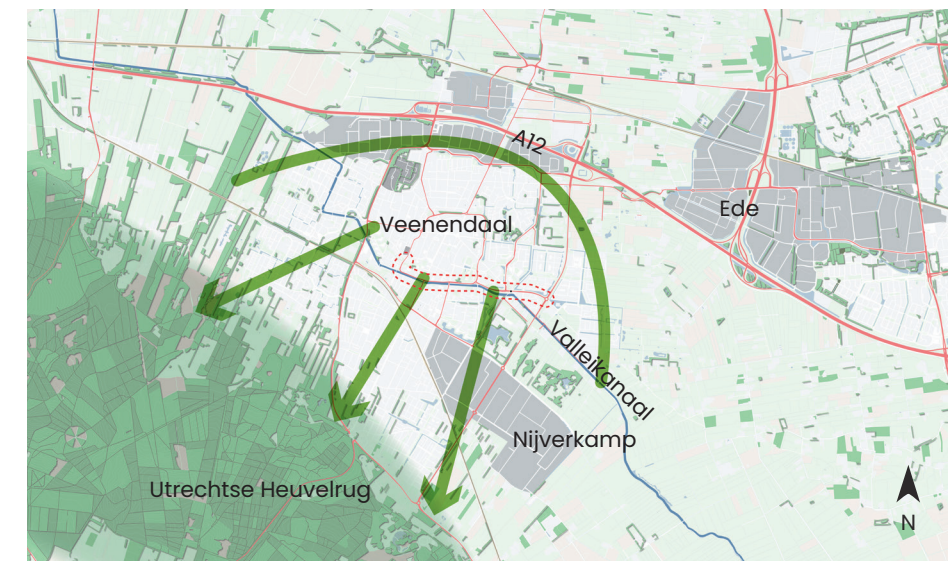 A12
Ede
Veenendaal
Valleikanaal
Nijverkamp
Utrechtse Heuvelrug
N